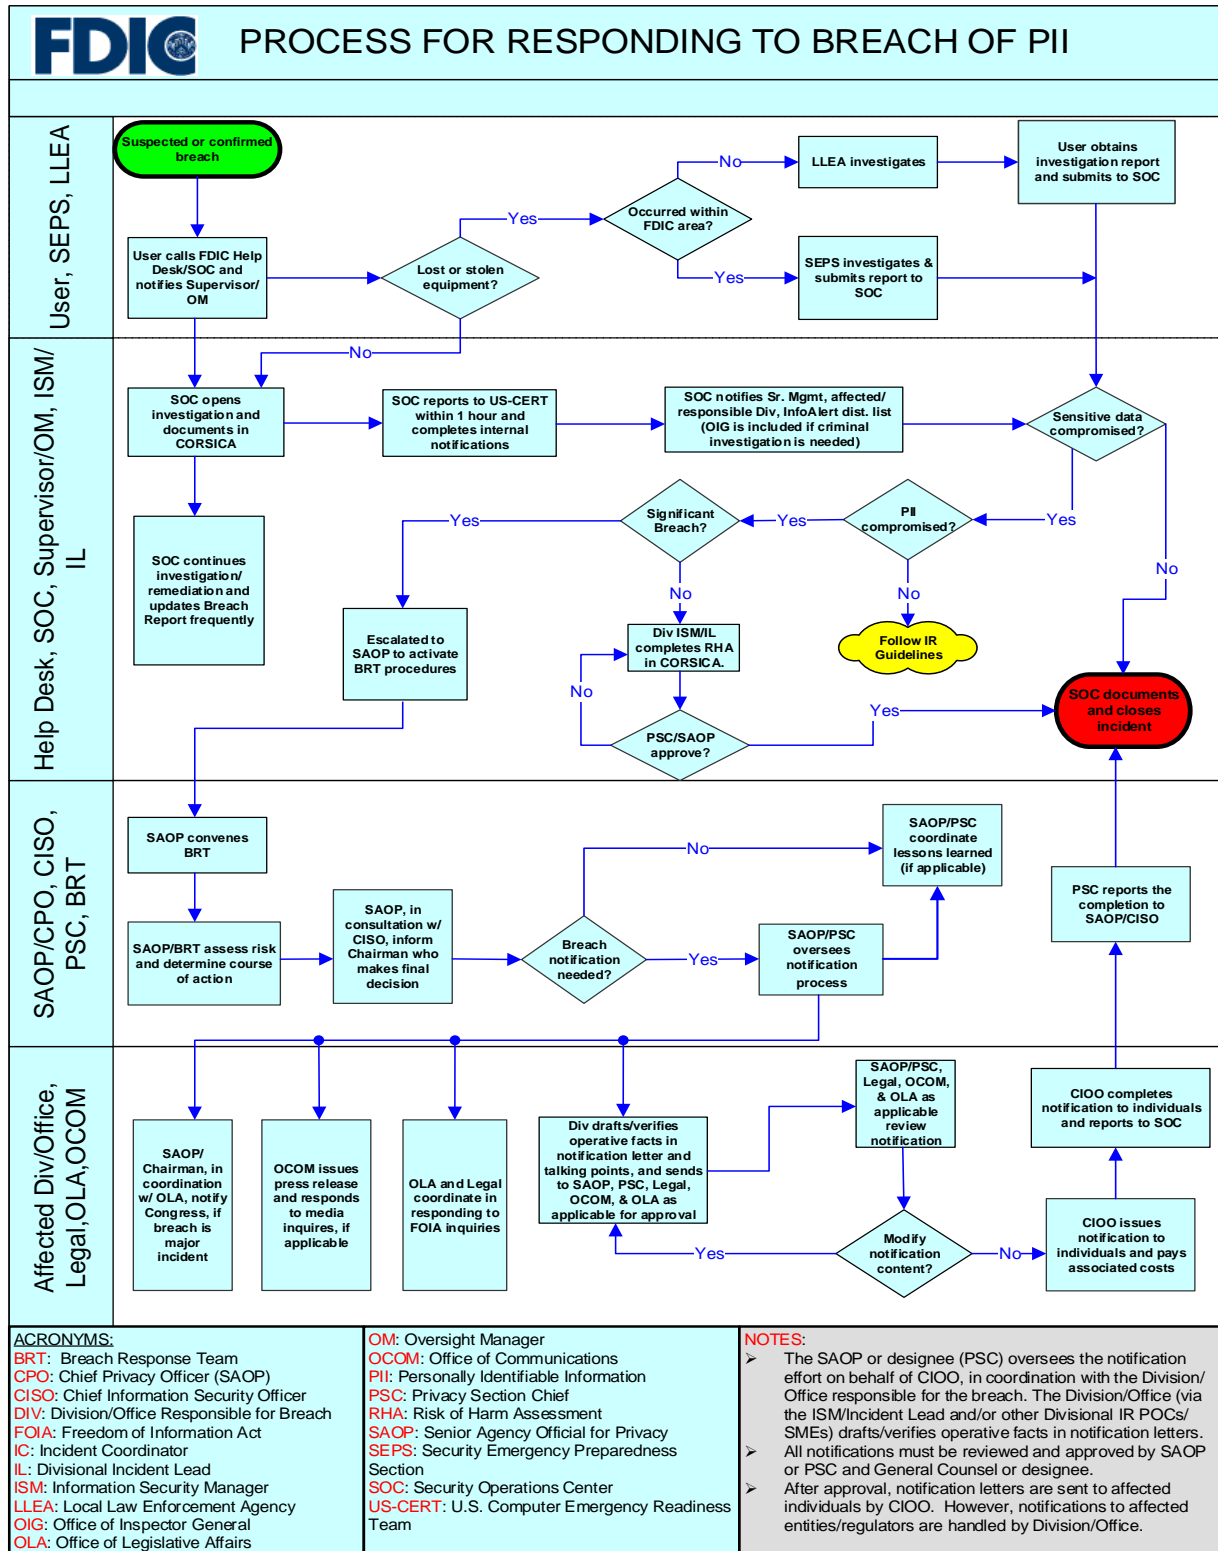 FDIC
PROCESS FOR RESPONDING TO BREACH OF PII
User, SEPS, LLEA
Suspected or confirmed
breach
User calls FDIC Help
Desk/SOC and
notifies Supervisor/
OM
Lost or stolen
equipment?
Yes
No
Occurred within
FDIC area?
No
Yes
LLEA investigates
SEPS investigates &
submits report to
SOC
User obtains
investigation report
and submits to SOC
Help Desk, SOC, Supervisor/OM, ISM/
IL
SOC opens
investigation and
documents in
CORSICA
SOC reports to US-CERT
within 1 hour and
completes internal
notifications
SOC notifies Sr. Mgmt, affected/
responsible Div, InfoAlert dist. list
(OIG is included if criminal
investigation is needed)
Sensitive data
compromised?
Yes
No
PII
compromised?
Yes
No
Significant
Breach?
Yes
No
SOC continues
investigation/
remediation and
updates Breach
Report frequently
Escalated to
SAOP to activate
BRT procedures
Div ISM/IL
completes RHA
in CORSICA.
Follow IR
Guidelines
No
PSC/SAOP
approve?
Yes
SOC documents
and closes
incident
SAOP/CPO, CISO,
PSC, BRT
SAOP convenes
BRT
SAOP/BRT assess risk
and determine course
of action
SAOP, in
consultation w/
CISO, inform
Chairman who
makes final
decision
Breach
notification
needed?
No
Yes
SAOP/PSC
oversees
notification
process
SAOP/PSC
coordinate
lessons learned
(if applicable)
PSC reports the
completion to
SAOP/CISO
Affected Div/Office,
Legal,OLA,OCOM
SAOP/
Chairman, in
coordination
w/ OLA, notify
Congress, if
breach is
major
incident
OCOM issues
press release
and responds
to media
inquires, if
applicable
OLA and Legal
coordinate in
responding to
FOIA inquiries
Div drafts/verifies
operative facts in
notification letter and
talking points, and sends
to SAOP, PSC, Legal,
OCOM, & OLA as
applicable for approval
SAOP/PSC,
Legal, OCOM,
& OLA as
applicable
review
notification
Modify
notification
content?
Yes
No
CIOO issues
notification to
individuals and pays
associated costs
CIOO completes
notification to individuals
and reports to SOC
ACRONYMS:
BRT: Breach Response Team
CPO: Chief Privacy Officer (SAOP)
CISO: Chief Information Security Officer
DIV: Division/Office Responsible for Breach
FOIA: Freedom of Information Act
IC: Incident Coordinator
IL: Divisional Incident Lead
ISM: Information Security Manager
LLEA: Local Law Enforcement Agency
OIG: Office of Inspector General
OLA: Office of Legislative Affairs
OM: Oversight Manager
OCOM: Office of Communications
PII: Personally Identifiable Information
PSC: Privacy Section Chief
RHA: Risk of Harm Assessment
SAOP: Senior Agency Official for Privacy
SEPS: Security Emergency Preparedness
Section
SOC: Security Operations Center
US-CERT: U.S. Computer Emergency Readiness
Team
NOTES:
➢ The SAOP or designee (PSC) oversees the notification
effort on behalf of CIOO, in coordination with the Division/
Office responsible for the breach. The Division/Office (via
the ISM/Incident Lead and/or other Divisional IR POCs/
SMEs) drafts/verifies operative facts in notification letters.
➢ All notifications must be reviewed and approved by SAOP
or PSC and General Counsel or designee.
➢ After approval, notification letters are sent to affected
individuals by CIOO. However, notifications to affected
entities/regulators are handled by Division/Office.